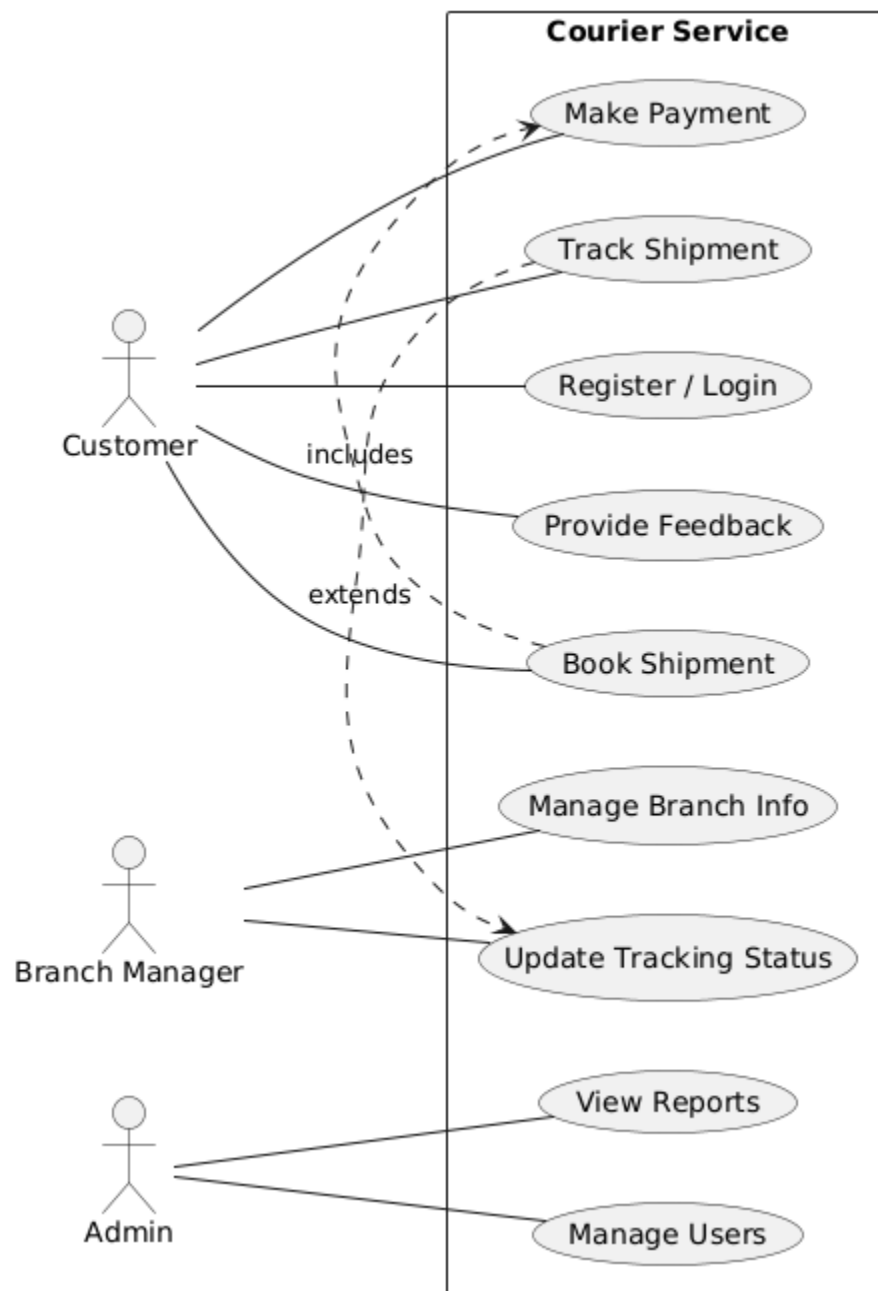 Courier Service
Make Payment
Track Shipment
Register / Login
Customer
includes
Provide Feedback
extends
Book Shipment
Manage Branch Info
Branch Manager
Update Tracking Status
View Reports
Admin
Manage Users